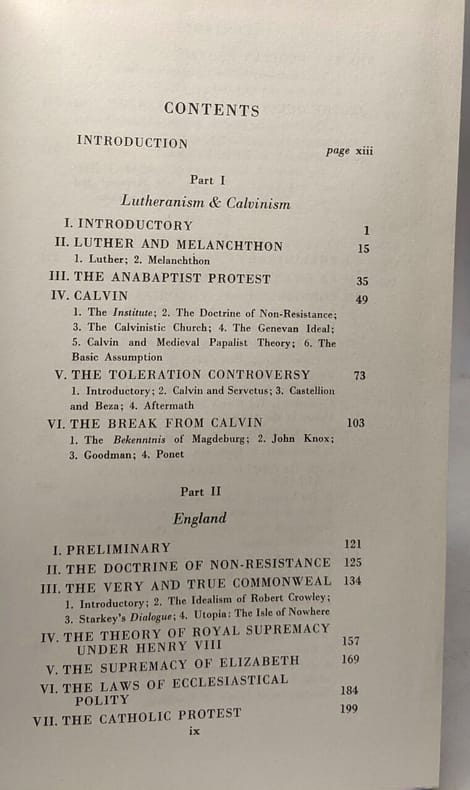 CONTENTS
INTRODUCTION page xiii
Part I
Lutheranism & Calvinism
I. INTRODUCTORY 1
II. LUTHER AND MELANCHTHON 15
1. Luther; 2. Melanchthon
III. THE ANABAPTIST PROTEST 35
IV. CALVIN 49
1. The Institute; 2. The Doctrine of Non-Resistance;
3. The Calvinistic Church; 4. The Genevan Ideal;
5. Calvin and Medieval Papalist Theory; 6. The
Basic Assumption
V. THE TOLERATION CONTROVERSY 73
1. Introductory; 2. Calvin and Servetus; 3. Castellion
and Beza; 4. Aftermath
VI. THE BREAK FROM CALVIN 103
1. The Bekenntnis of Magdeburg; 2. John Knox;
3. Goodman; 4. Ponet
Part II
England
I. PRELIMINARY 121
II. THE DOCTRINE OF NON-RESISTANCE 125
III. THE VERY AND TRUE COMMONWEAL 134
1. Introductory; 2. The Idealism of Robert Crowley;
3. Starkey's Dialogue; 4. Utopia: The Isle of Nowhere
IV. THE THEORY OF ROYAL SUPREMACY
UNDER HENRY VIII 157
V. THE SUPREMACY OF ELIZABETH 169
VI. THE LAWS OF ECCLESIASTICAL
POLITY 184
VII. THE CATHOLIC PROTEST 199
ix